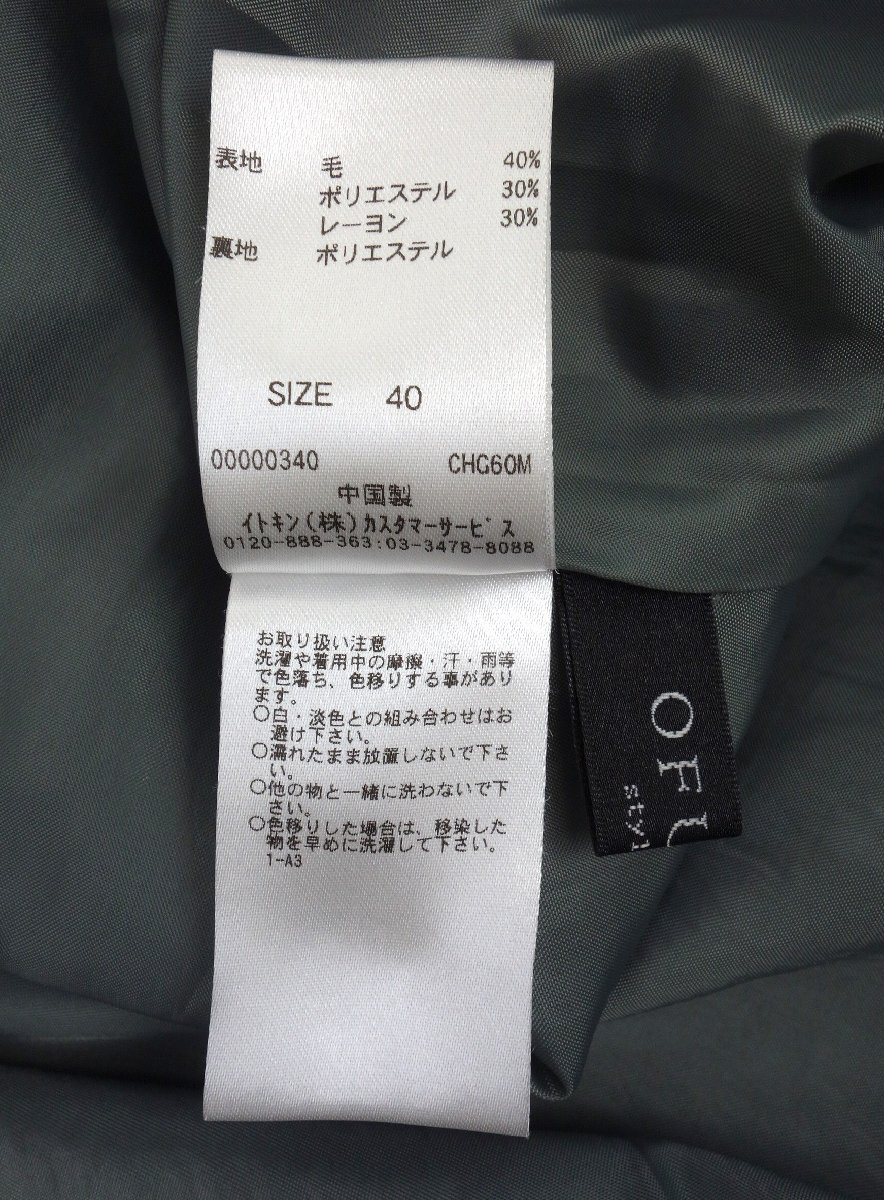 表地 毛 40%
ポリエステル 30%
レーヨン 30%
裏地 ポリエステル
SIZE 40
00000340 CHG60M
中国製
イトキン(株)カスタマーサービス
0120-888-363:03-3478-8088
お取り扱い注意
洗濯や着用中の摩擦・汗・雨等
で色落ち、色移りする事があり
ます。
○白・淡色との組み合わせはお
避け下さい。
○濡れたまま放置しないで下さ
い。
○他の物と一緒に洗わないで下
さい。
○色移りした場合は、移染した
物を早めに洗濯して下さい。
1-A3
OFU
sty